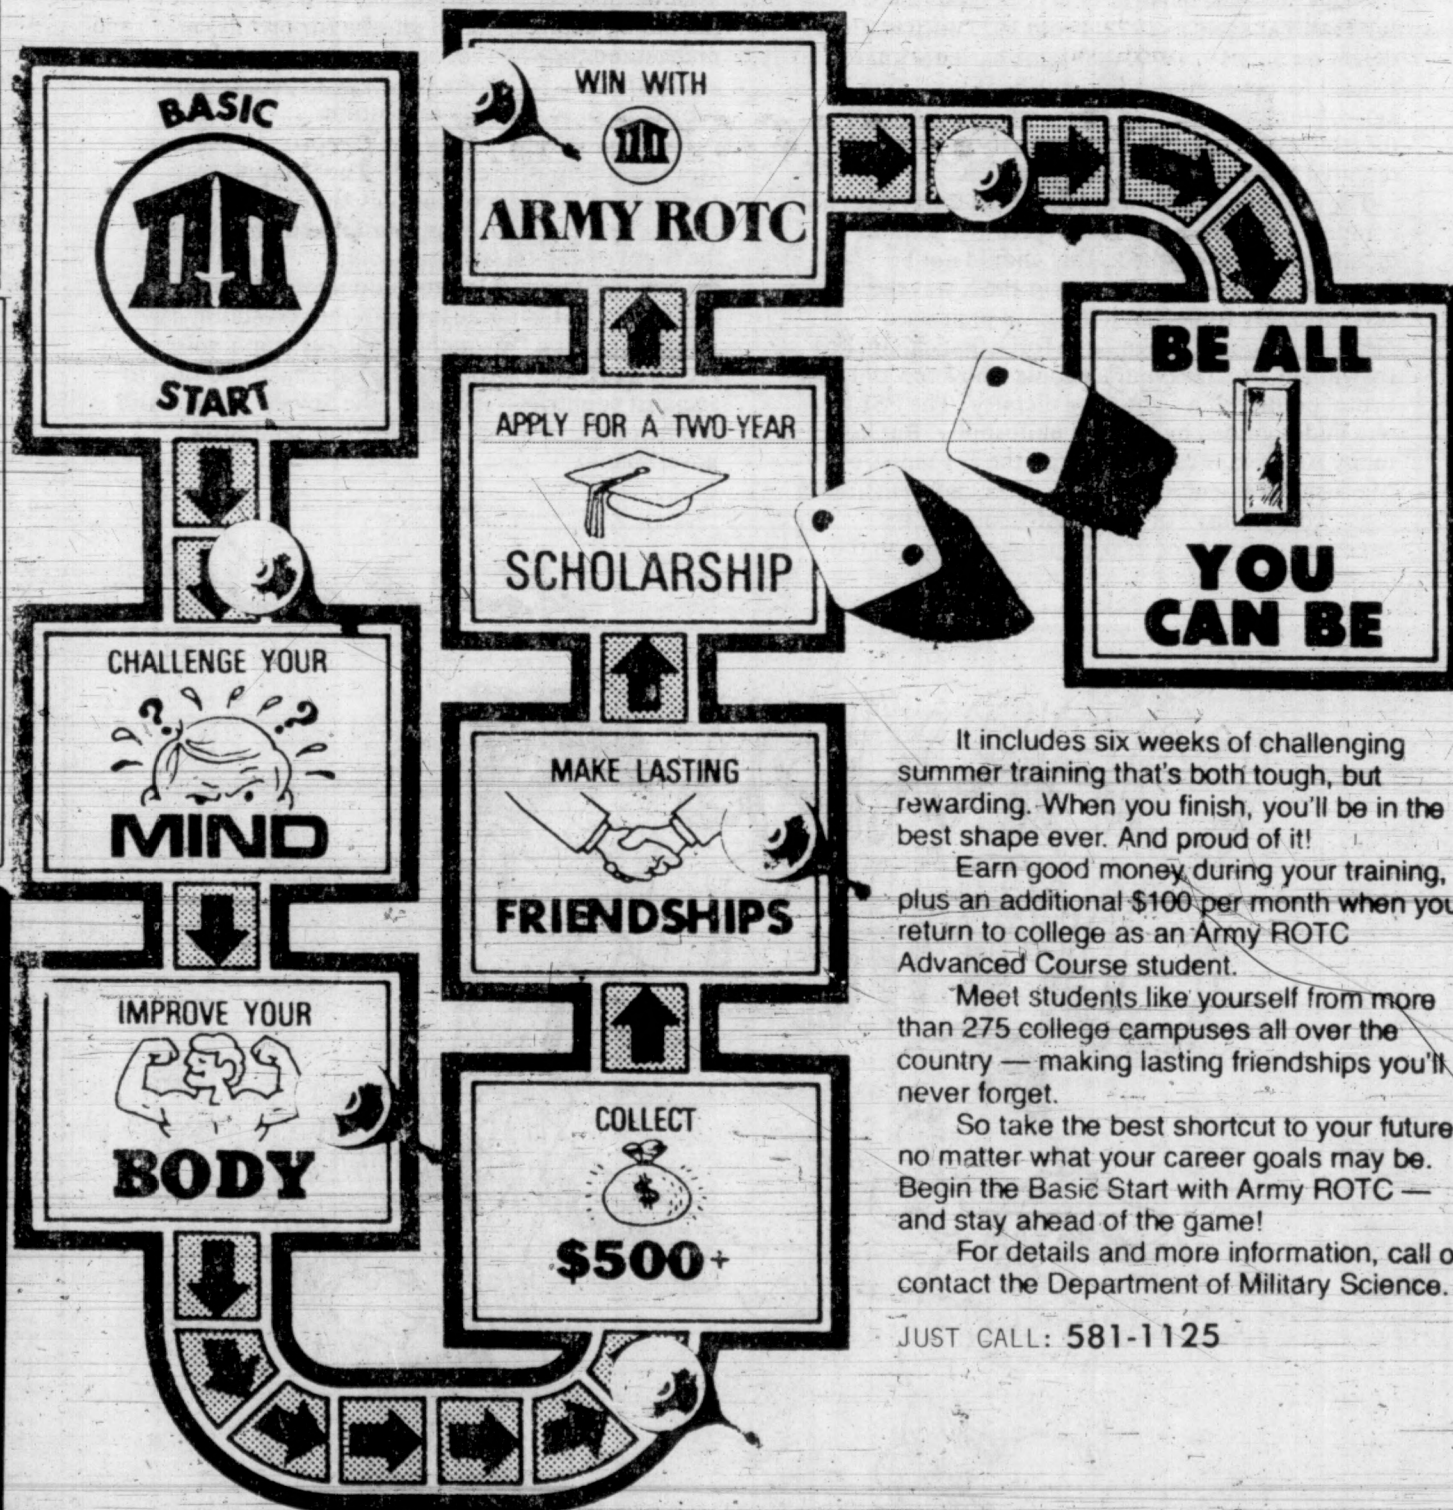 BASIC
START
CHALLENGE YOUR
? ?
MIND
IMPROVE YOUR
BODY
COLLECT
$
$500+
MAKE LASTING
FRIENDSHIPS
APPLY FOR A TWO-YEAR
SCHOLARSHIP
WIN WITH
ARMY ROTC
BE ALL
YOU
CAN BE
It includes six weeks of challenging
summer training that's both tough, but
rewarding. When you finish, you'll be in the
best shape ever. And proud of it!
Earn good money during your training,
plus an additional $100 per month when you
return to college as an Army ROTC
Advanced Course student.
Meet students like yourself from more
than 275 college campuses all over the
country — making lasting friendships you'll
never forget.
So take the best shortcut to your future
no matter what your career goals may be.
Begin the Basic Start with Army ROTC —
and stay ahead of the game!
For details and more information, call
contact the Department of Military Science.
JUST CALL: 581-1125